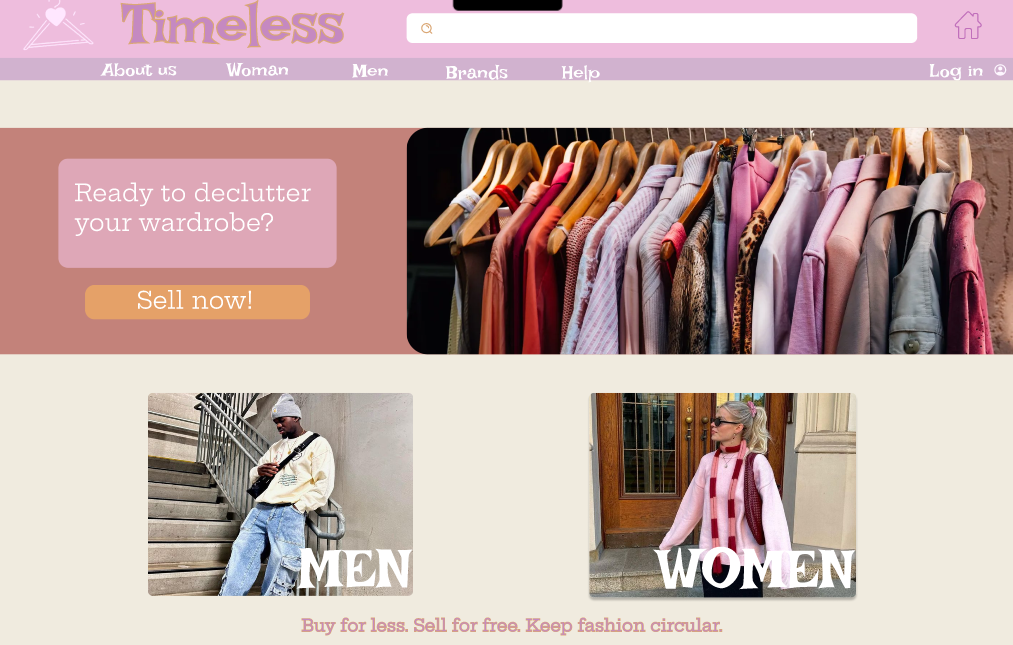 Timeless
About us Woman Men Brands Help Log in
Ready to declutter
your wardrobe?
Sell now!
MEN
WOMEN
Buy for less. Sell for free. Keep fashion circular.